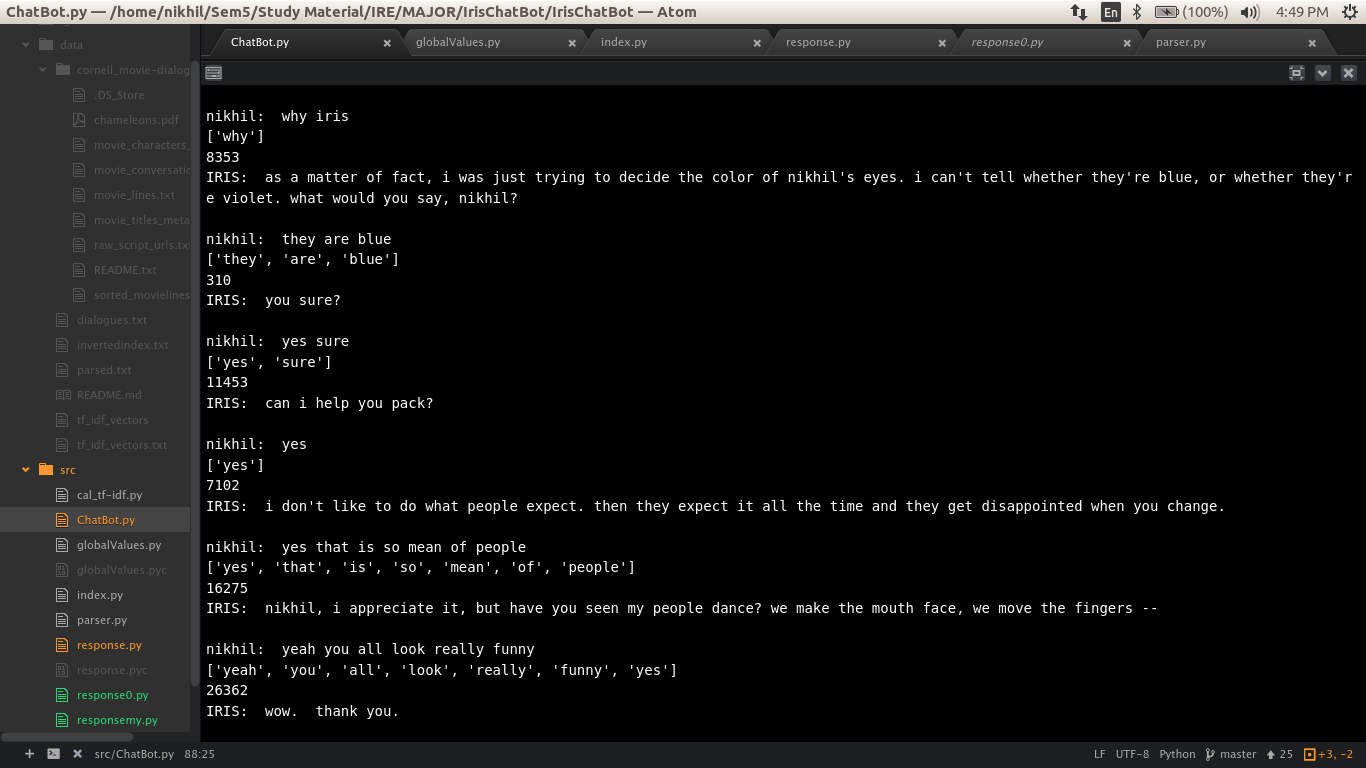 ChatBot.py — /home/nikhil/Sem5/Study Material/IRE/MAJOR/IrisChatBot/IrisChatBot — Atom
En (100%) 4:49 PM
data
cornell_movie-dialog
.DS_Store
chameleons.pdf
movie_characters_
movie_conversatio
movie_lines.txt
movie_titles_meta
raw_script_urls.txt
README.txt
sorted_movielines
dialogues.txt
invertedindex.txt
parsed.txt
README.md
tf_idf_vectors
tf_idf_vectors.txt
src
cal_tf-idf.py
ChatBot.py
globalValues.py
globalValues.pyc
index.py
parser.py
response.py
response.pyc
response0.py
responsemy.py
ChatBot.py
globalValues.py
index.py
response.py
response0.py
parser.py
nikhil:  why iris
['why']
8353
IRIS:  as a matter of fact, i was just trying to decide the color of nikhil's eyes. i can't tell whether they're blue, or whether they'r
e violet. what would you say, nikhil?
nikhil:  they are blue
['they', 'are', 'blue']
310
IRIS:  you sure?
nikhil:  yes sure
['yes', 'sure']
11453
IRIS:  can i help you pack?
nikhil:  yes
['yes']
7102
IRIS:  i don't like to do what people expect. then they expect it all the time and they get disappointed when you change.
nikhil:  yes that is so mean of people
['yes', 'that', 'is', 'so', 'mean', 'of', 'people']
16275
IRIS:  nikhil, i appreciate it, but have you seen my people dance? we make the mouth face, we move the fingers --
nikhil:  yeah you all look really funny
['yeah', 'you', 'all', 'look', 'really', 'funny', 'yes']
26362
IRIS:  wow.  thank you.
src/ChatBot.py 88:25
LF UTF-8 Python master 25 +3, -2